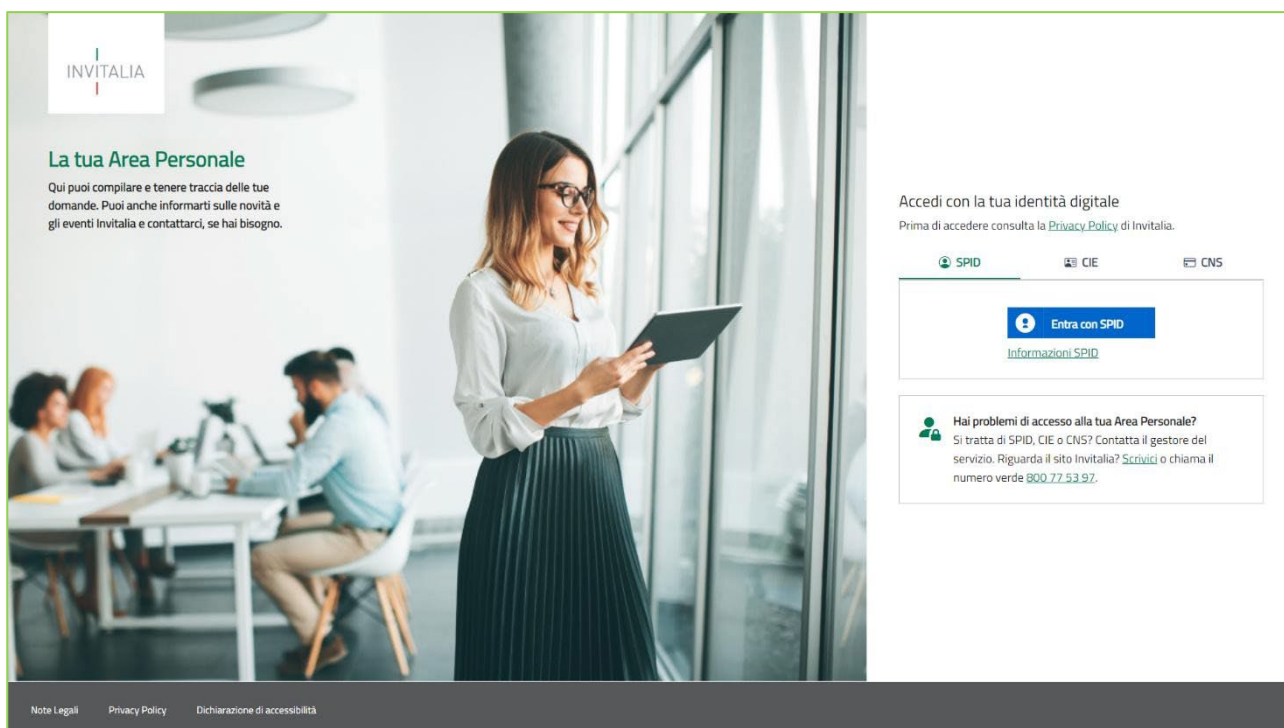 INVITALIA
La tua Area Personale
Qui puoi compilare e tenere traccia delle tue
domande. Puoi anche informarti sulle novità e
gli eventi Invitalia e contattarci, se hai bisogno.
Accedi con la tua identità digitale
Prima di accedere consulta la Privacy Policy di Invitalia.
SPID CIE CNS
Entra con SPID
Informazioni SPID
Hai problemi di accesso alla tua Area Personale?
Si tratta di SPID, CIE o CNS? Contatta il gestore del
servizio. Riguarda il sito Invitalia? Scrivici o chiama il
numero verde 800 77 53 97.
Note Legali Privacy Policy Dichiarazione di accessibilità